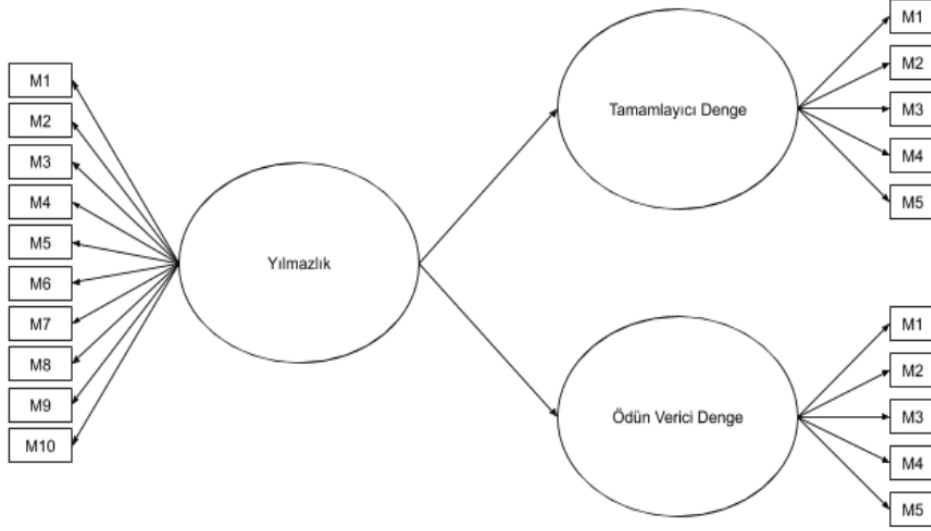 M1
M2
M3
M4
M5
M6
M7
M8
M9
M10
Yılmazlık
Tamamlayıcı Denge
M1
M2
M3
M4
M5
Ödün Verici Denge
M1
M2
M3
M4
M5